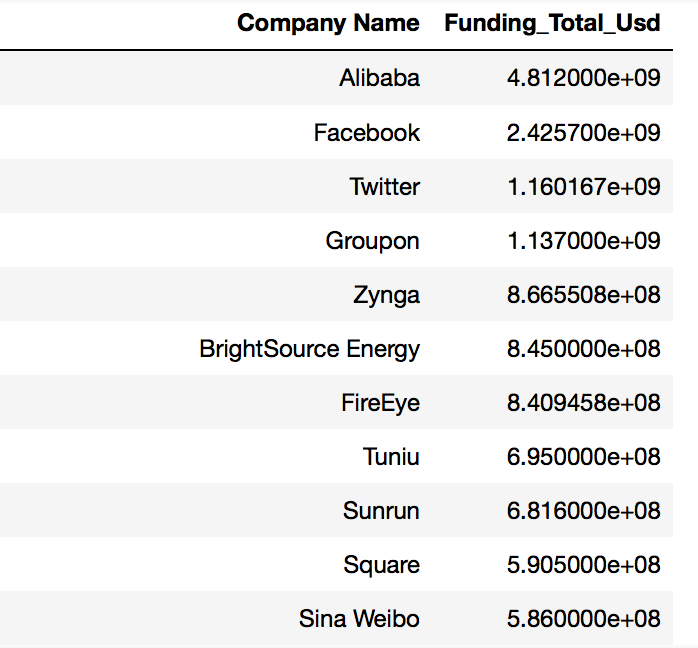 Company Name Funding_Total_Usd
Alibaba 4.812000e+09
Facebook 2.425700e+09
Twitter 1.160167e+09
Groupon 1.137000e+09
Zynga 8.665508e+08
BrightSource Energy 8.450000e+08
FireEye 8.409458e+08
Tuniu 6.950000e+08
Sunrun 6.816000e+08
Square 5.905000e+08
Sina Weibo 5.860000e+08